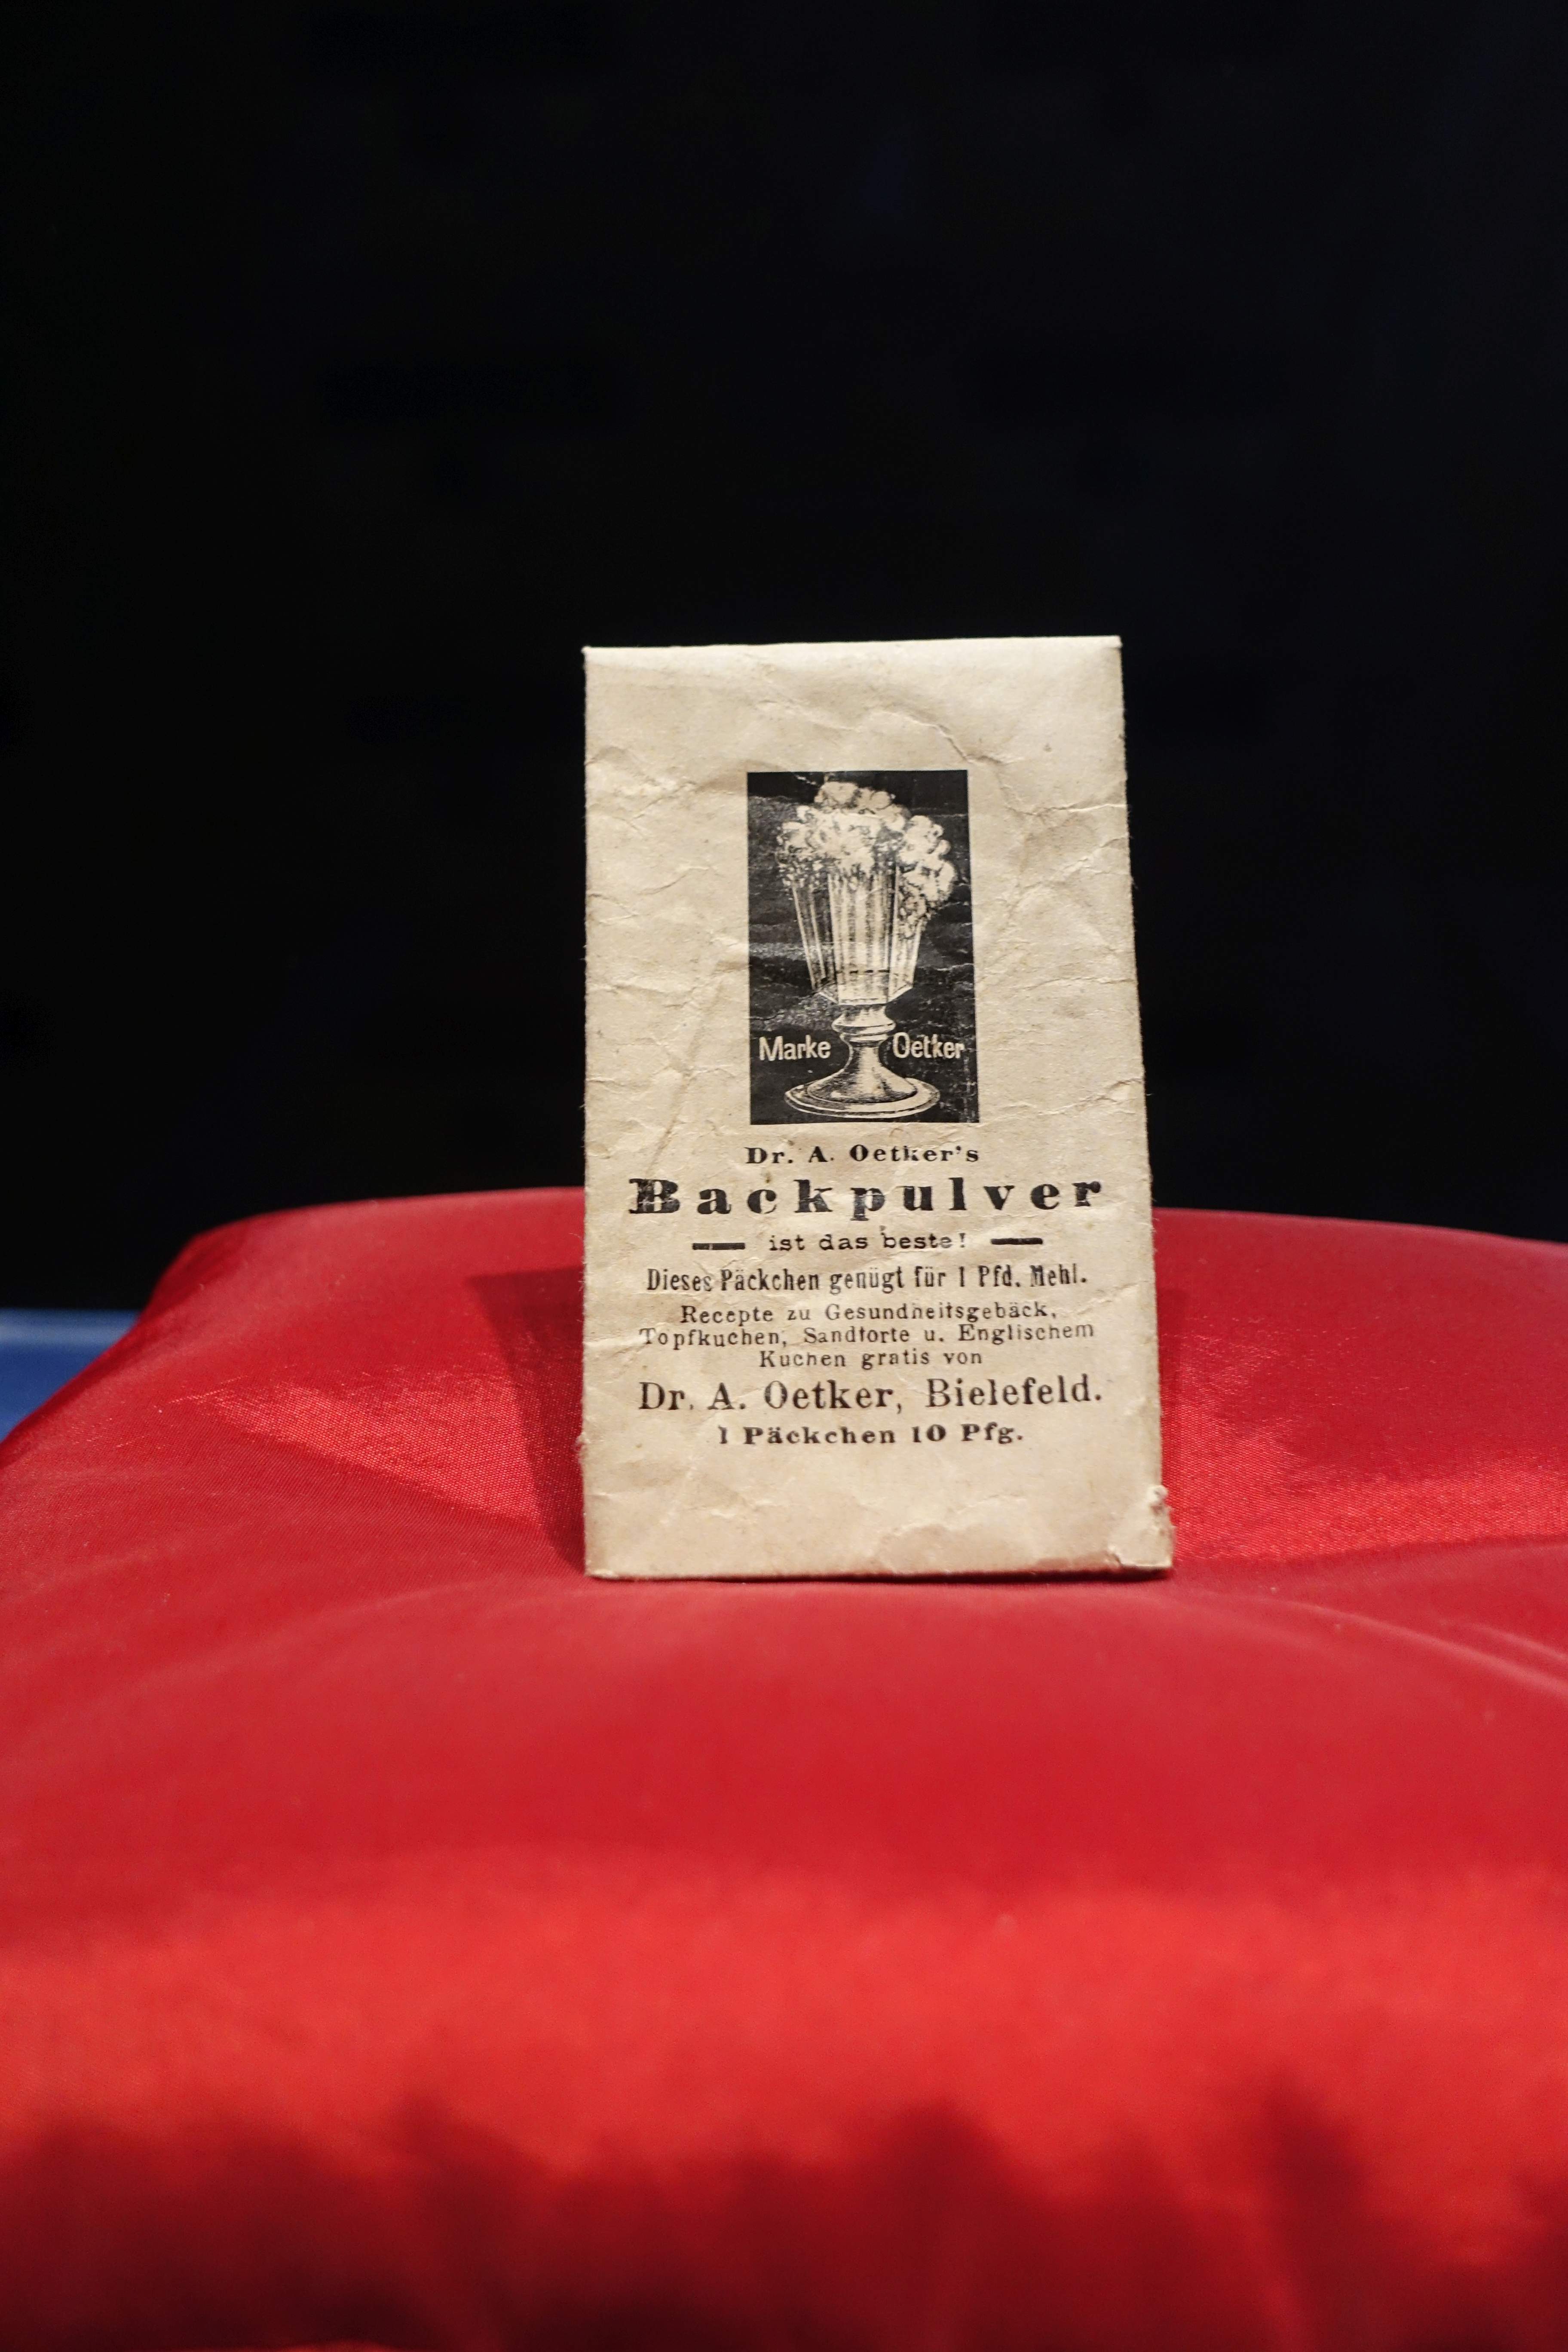 Marke Oetker
Dr. A. Oetker's
Backpulver
ist das beste!
Dieses Päckchen genügt für 1 Pfd. Mehl.
Recepte zu Gesundheitsgebäck,
Topfkuchen, Sandtorte u. Englischem
Kuchen gratis von
Dr. A. Oetker, Bielefeld.
1 Päckchen 10 Pfg.